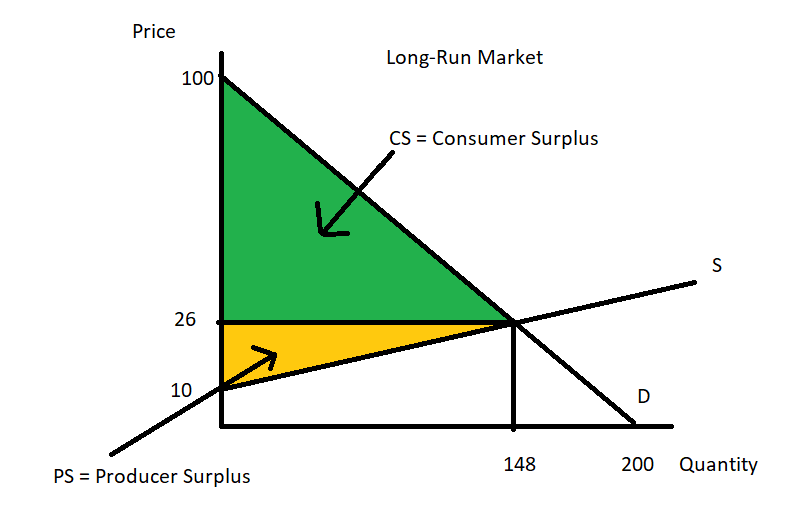 Price
Long-Run Market
100
CS = Consumer Surplus
S
26
10
D
148
200
Quantity
PS = Producer Surplus